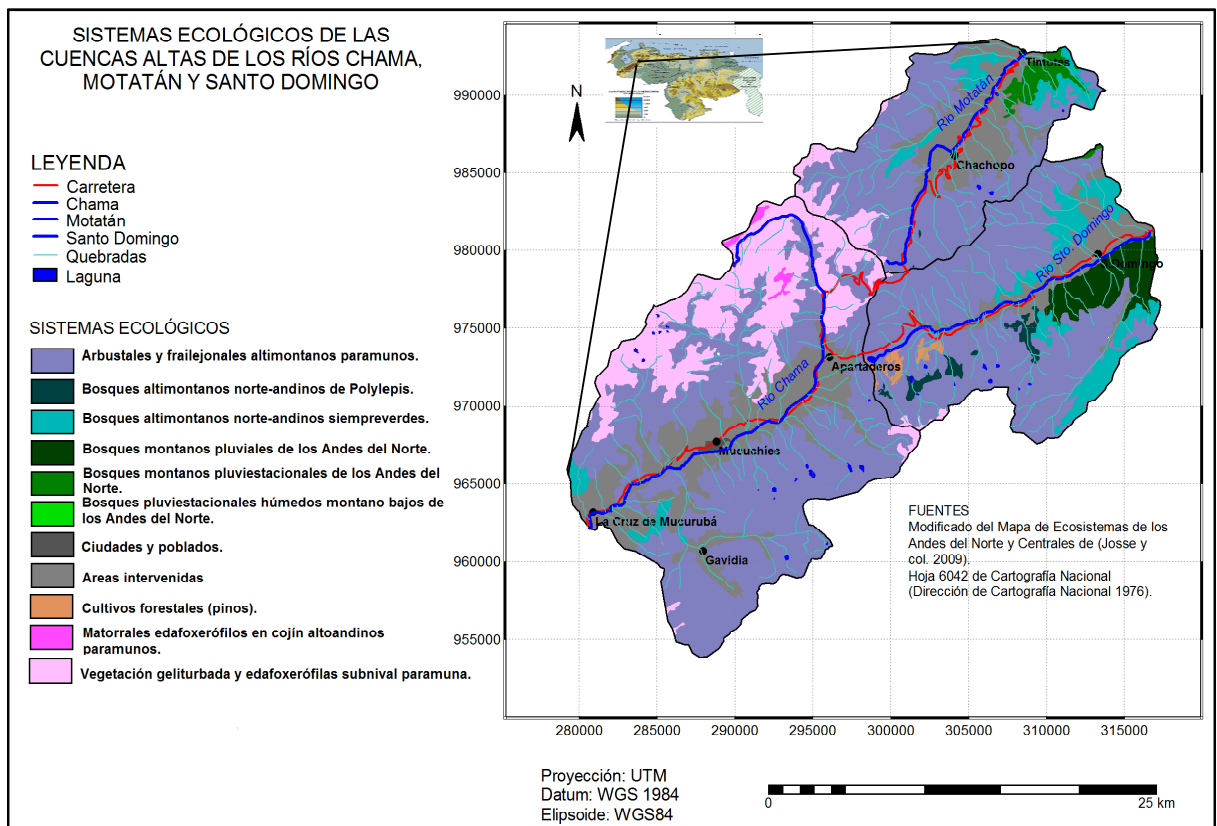 SISTEMAS ECOLÓGICOS DE LAS
CUENCAS ALTAS DE LOS RÍOS CHAMA,
MOTATÁN Y SANTO DOMINGO
LEYENDA
Carretera
Chama
Motatán
Santo Domingo
Quebradas
Laguna
SISTEMAS ECOLÓGICOS
Arbustales y frailejonales altimontanos paramunos.
Bosques altimontanos norte-andinos de Polylepis.
Bosques altimontanos norte-andinos siempreverdes.
Bosques montanos pluviales de los Andes del Norte.
Bosques montanos pluviestacionales de los Andes del
Norte.
Bosques pluviestacionales húmedos montano bajos de
los Andes del Norte.
Ciudades y poblados.
Areas intervenidas
Cultivos forestales (pinos).
Matorrales edafoxerófilos en cojín altoandinos
paramunos.
Vegetación geliturbada y edafoxerófilas subnival paramuna.
N
990000
985000
980000
975000
970000
965000
960000
955000
280000 285000 290000 295000 300000 305000 310000 315000
Timotes
Rio Motatán
Chachopo
Rio Sto. Domingo
Domingo
Apartaderos
Rio Chama
Mucuchies
La Cruz de Mucurubá
Gavidia
FUENTES
Modificado del Mapa de Ecosistemas de los
Andes del Norte y Centrales de (Josse y
col. 2009).
Hoja 6042 de Cartografía Nacional
(Dirección de Cartografía Nacional 1976).
Proyección: UTM
Datum: WGS 1984
Elipsoide: WGS84
0 25 km